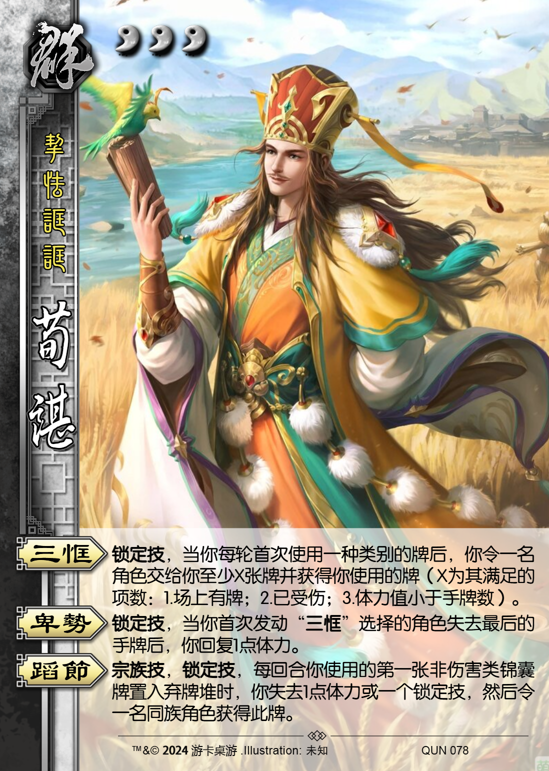 群
挈怯誆誆
荀諶
三恇
锁定技，当你每轮首次使用一种类别的牌后，你令一名
角色交给你至少X张牌并获得你使用的牌（X为其满足的
项数：1.场上有牌；2.已受伤；3.体力值小于手牌数）。
卑勢
锁定技，当你首次发动“三恇”选择的角色失去最后的
手牌后，你回复1点体力。
蹈節
宗族技，锁定技，每回合你使用的第一张非伤害类锦囊
牌置入弃牌堆时，你失去1点体力或一个锁定技，然后令
一名同族角色获得此牌。
™&© 2024 游卡桌游 .Illustration: 未知
QUN 078